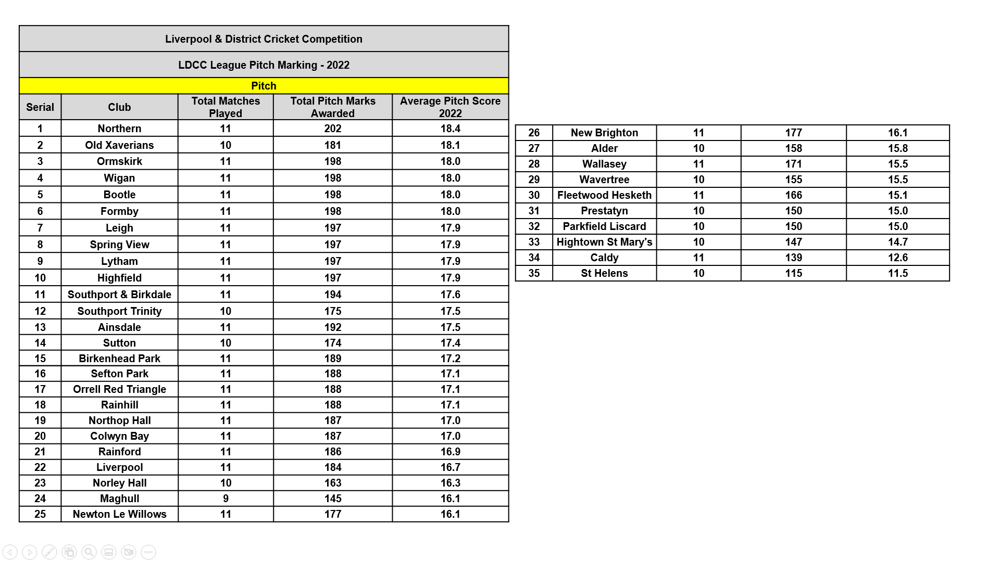 Liverpool & District Cricket Competition
LDCC League Pitch Marking - 2022
Pitch
Serial Club Total Matches Played Total Pitch Marks Awarded Average Pitch Score 2022
1 Northern 11 202 18.4
2 Old Xaverians 10 181 18.1
3 Ormskirk 11 198 18.0
4 Wigan 11 198 18.0
5 Bootle 11 198 18.0
6 Formby 11 198 18.0
7 Leigh 11 197 17.9
8 Spring View 11 197 17.9
9 Lytham 11 197 17.9
10 Highfield 11 197 17.9
11 Southport & Birkdale 11 194 17.6
12 Southport Trinity 10 175 17.5
13 Ainsdale 11 192 17.5
14 Sutton 10 174 17.4
15 Birkenhead Park 11 189 17.2
16 Sefton Park 11 188 17.1
17 Orrell Red Triangle 11 188 17.1
18 Rainhill 11 188 17.1
19 Northop Hall 11 187 17.0
20 Colwyn Bay 11 187 17.0
21 Rainford 11 186 16.9
22 Liverpool 11 184 16.7
23 Norley Hall 10 163 16.3
24 Maghull 9 145 16.1
25 Newton Le Willows 11 177 16.1
26 New Brighton 11 177 16.1
27 Alder 10 158 15.8
28 Wallasey 11 171 15.5
29 Wavertree 10 155 15.5
30 Fleetwood Hesketh 11 166 15.1
31 Prestatyn 10 150 15.0
32 Parkfield Liscard 10 150 15.0
33 Hightown St Mary's 10 147 14.7
34 Caldy 11 139 12.6
35 St Helens 10 115 11.5